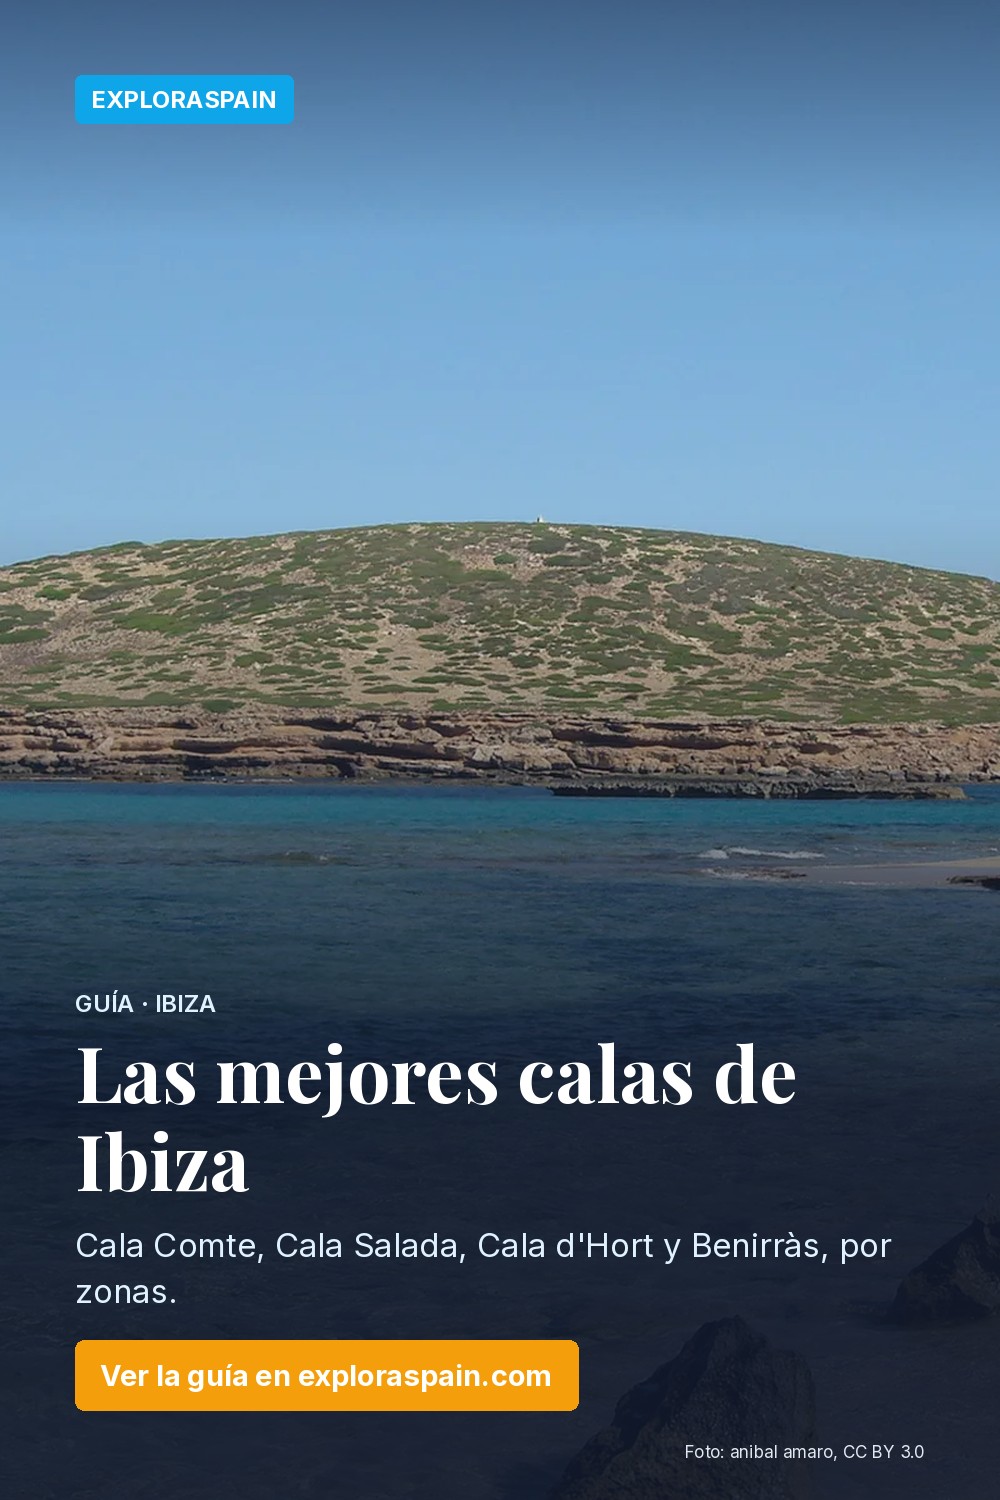 EXPLORASPAIN
GUÍA · IBIZA
Las mejores calas de
Ibiza
Cala Comte, Cala Salada, Cala d'Hort y Benirràs, por
zonas.
Ver la guía en exploraspain.com
Foto: anibal amaro, CC BY 3.0